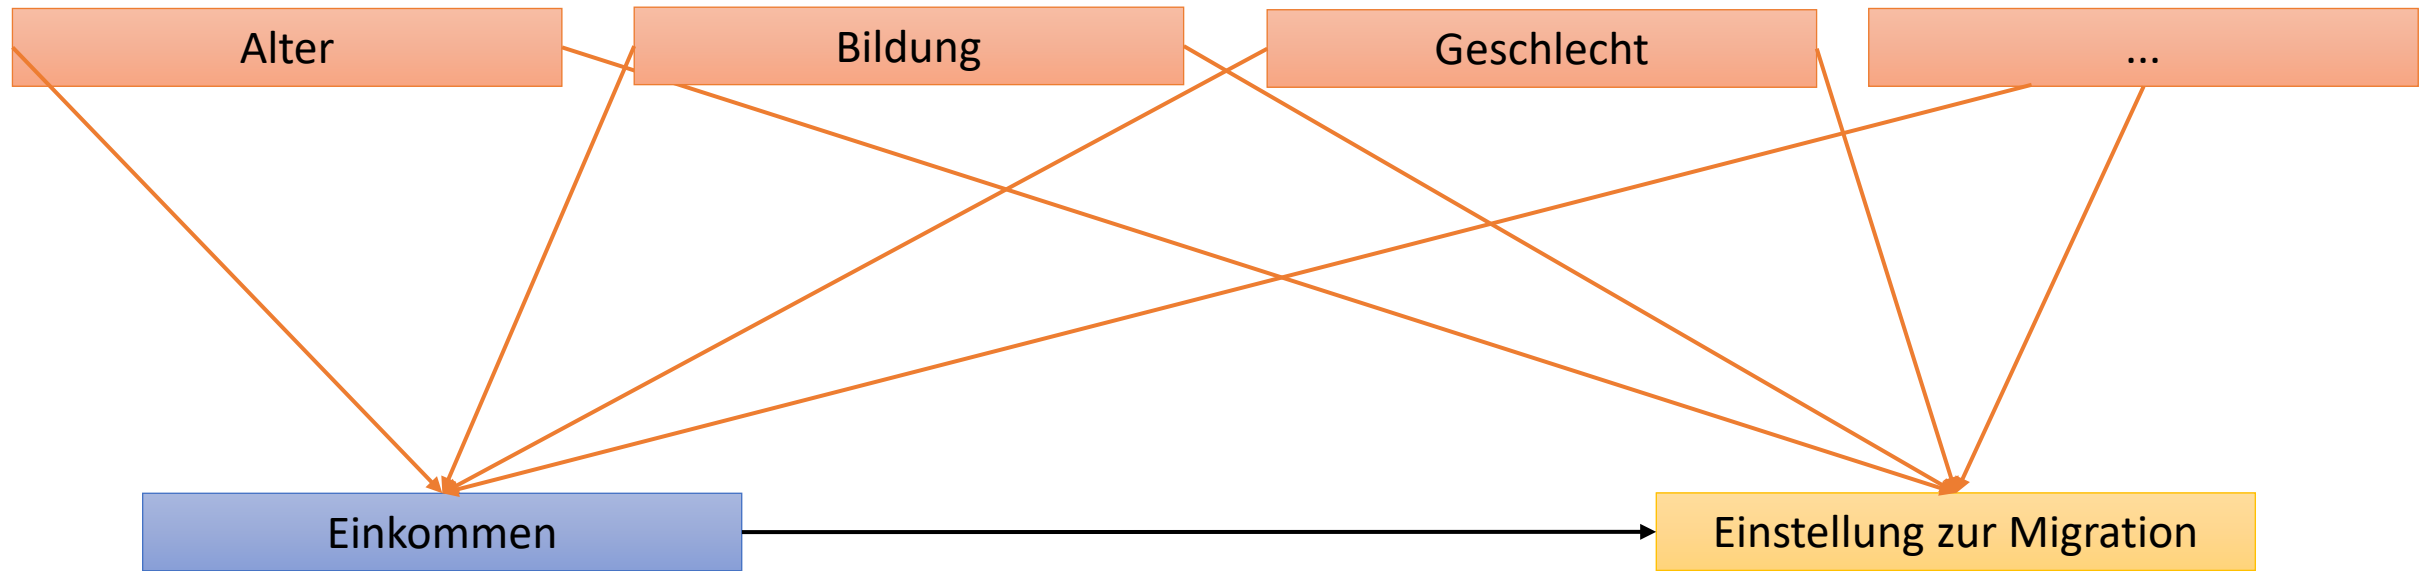 Alter
Bildung
Geschlecht
...
Einkommen
Einstellung zur Migration